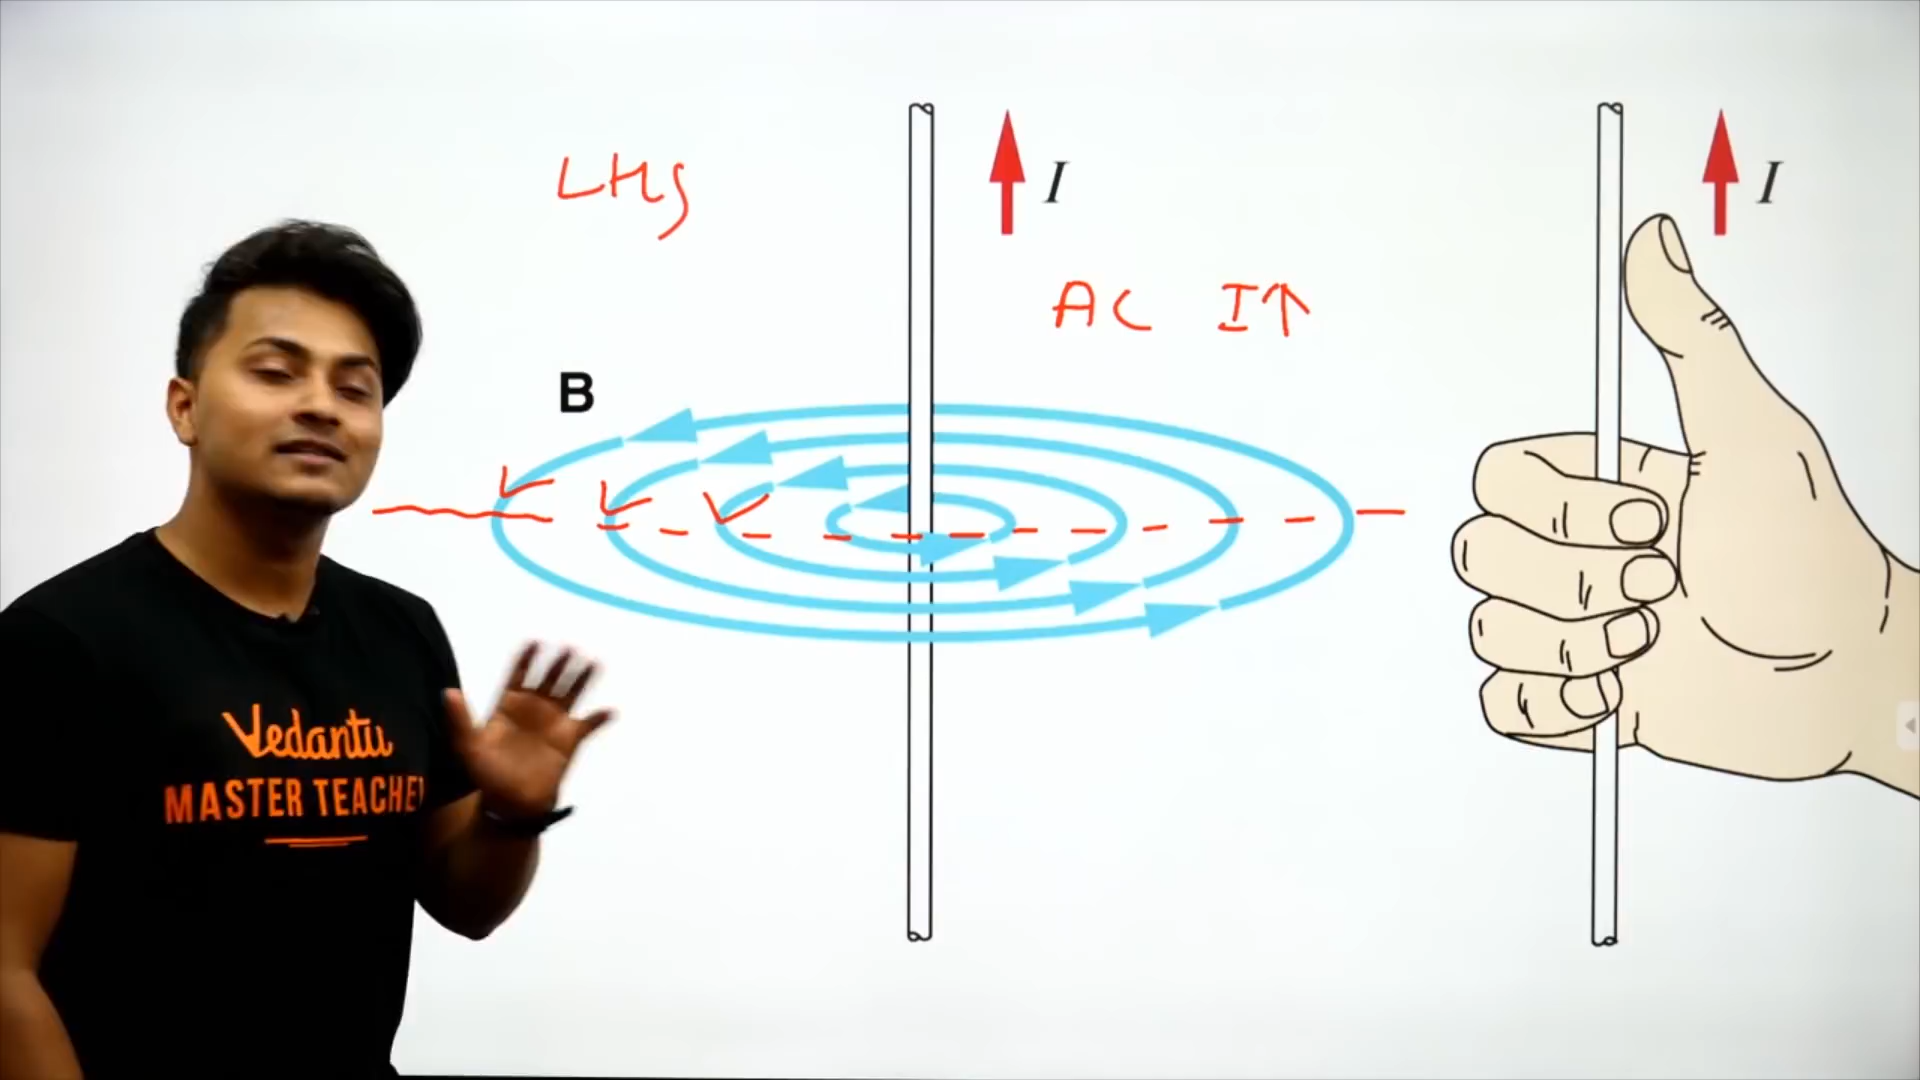 LHS
I
I
AC I↑
B
Vedantu
MASTER TEACHER